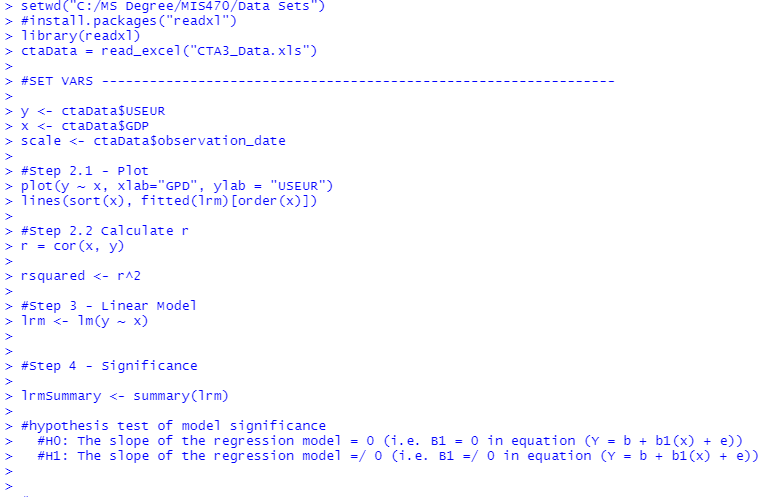 > setwd("C:/MS Degree/MIS470/Data Sets")
> #install.packages("readxl")
> library(readxl)
> ctaData = read_excel("CTA3_Data.xls")
>
> #SET VARS ----------------------------------------------------------------
>
> y <- ctaData$USEUR
> x <- ctaData$GDP
> scale <- ctaData$observation_date
>
> #Step 2.1 - Plot
> plot(y ~ x, xlab="GPD", ylab = "USEUR")
> lines(sort(x), fitted(lrm)[order(x)])
>
> #Step 2.2 Calculate r
> r = cor(x, y)
>
> rsquared <- r^2
>
> #Step 3 - Linear Model
> lrm <- lm(y ~ x)
>
>
> #Step 4 - Significance
>
> lrmSummary <- summary(lrm)
>
> #hypothesis test of model significance
>   #H0: The slope of the regression model = 0 (i.e. B1 = 0 in equation (Y = b + b1(x) + e))
>   #H1: The slope of the regression model =/ 0 (i.e. B1 =/ 0 in equation (Y = b + b1(x) + e))
>
>